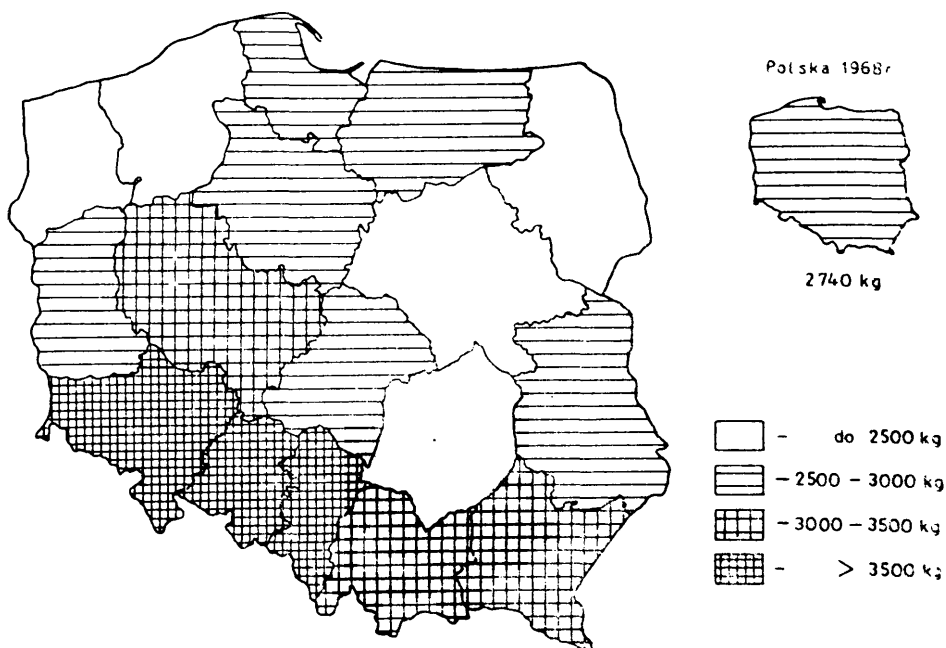 Polska 1968r
2740 kg
- do 2500 kg
- 2500 - 3000 kg
- 3000 - 3500 kg
- > 3500 kg